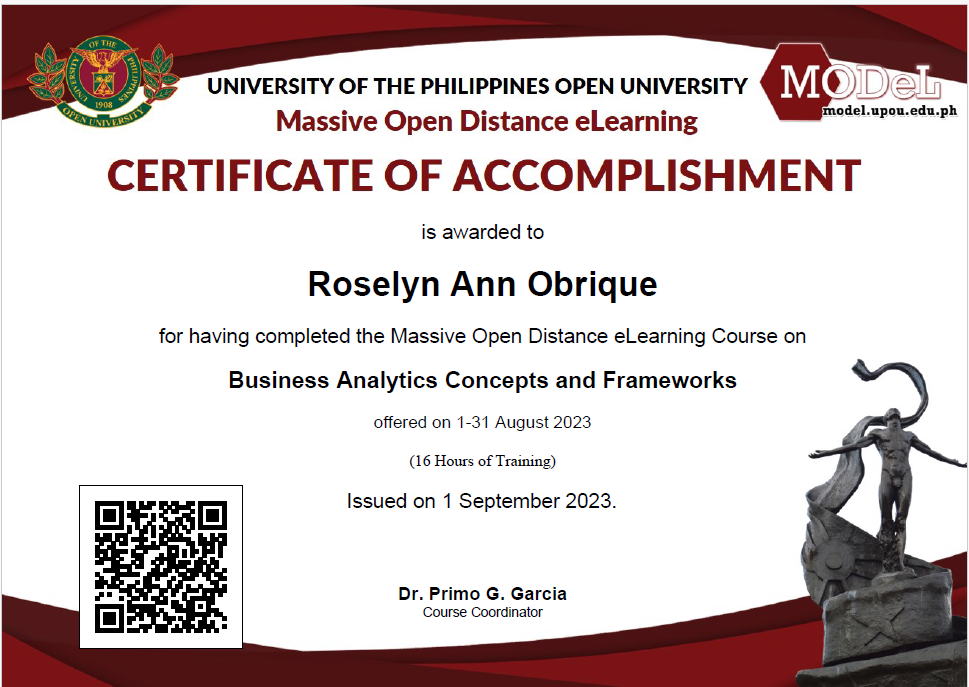 OF THE
UNIVERSITY
PHILIPPINES
1908
OPEN UNIVERSITY
UNIVERSITY OF THE PHILIPPINES OPEN UNIVERSITY
MODeL
model.upou.edu.ph
Massive Open Distance eLearning
CERTIFICATE OF ACCOMPLISHMENT
is awarded to
Roselyn Ann Obrique
for having completed the Massive Open Distance eLearning Course on
Business Analytics Concepts and Frameworks
offered on 1-31 August 2023
(16 Hours of Training)
Issued on 1 September 2023.
Dr. Primo G. Garcia
Course Coordinator